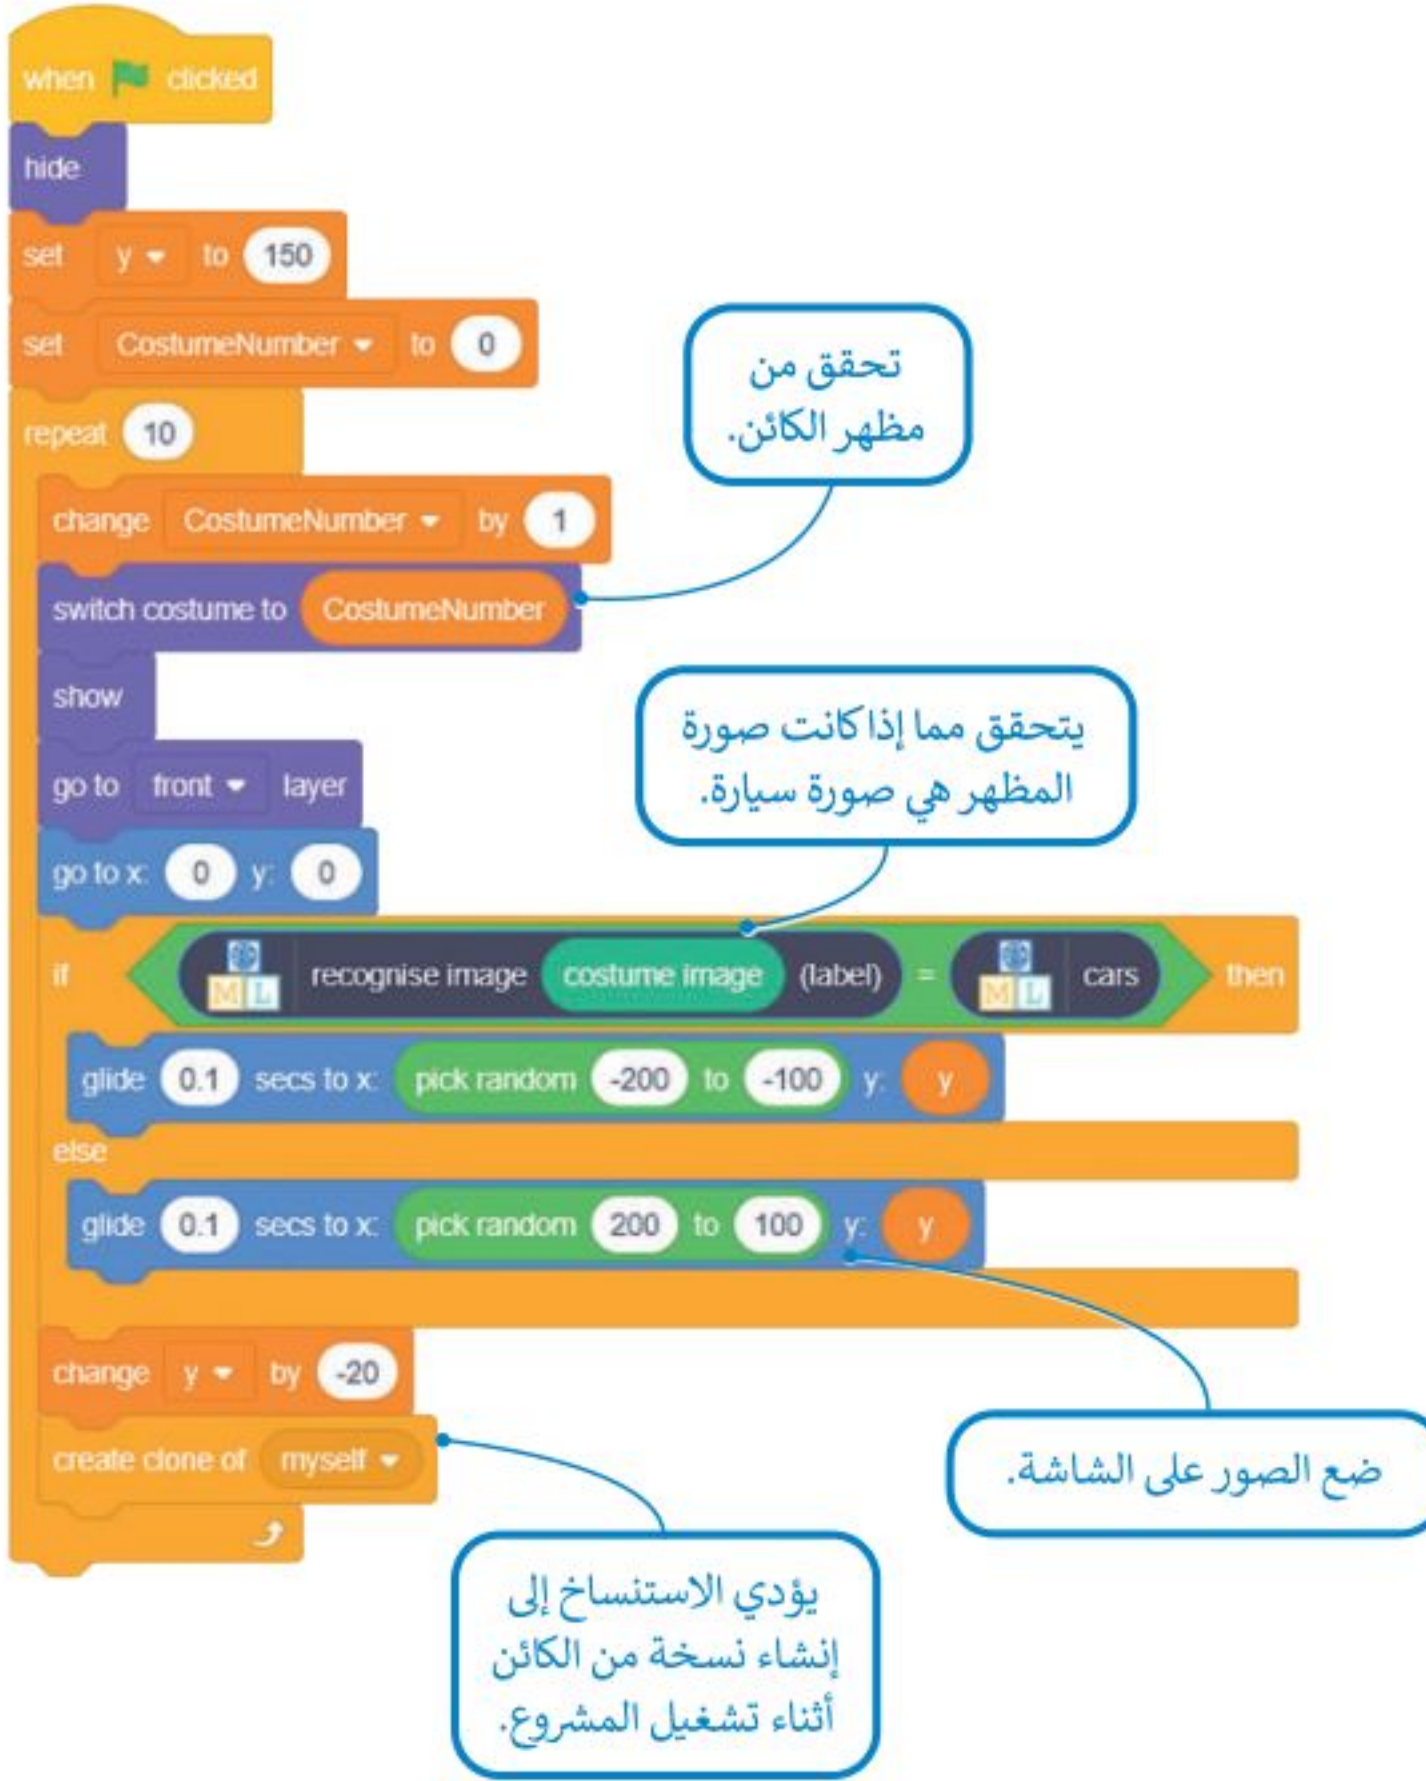 when clicked
hide
set y to 150
set CostumeNumber to 0
repeat 10
change CostumeNumber by 1
switch costume to CostumeNumber
show
go to front layer
go to x: 0 y: 0
if ML recognise image costume image (label) = ML cars then
glide 0.1 secs to x: pick random -200 to -100 y: y
else
glide 0.1 secs to x: pick random 200 to 100 y: y
change y by -20
create clone of myself
تحقق من
مظهر الكائن.
يتحقق مما إذا كانت صورة
المظهر هي صورة سيارة.
ضع الصور على الشاشة.
يؤدي الاستنساخ إلى
إنشاء نسخة من الكائن
أثناء تشغيل المشروع.